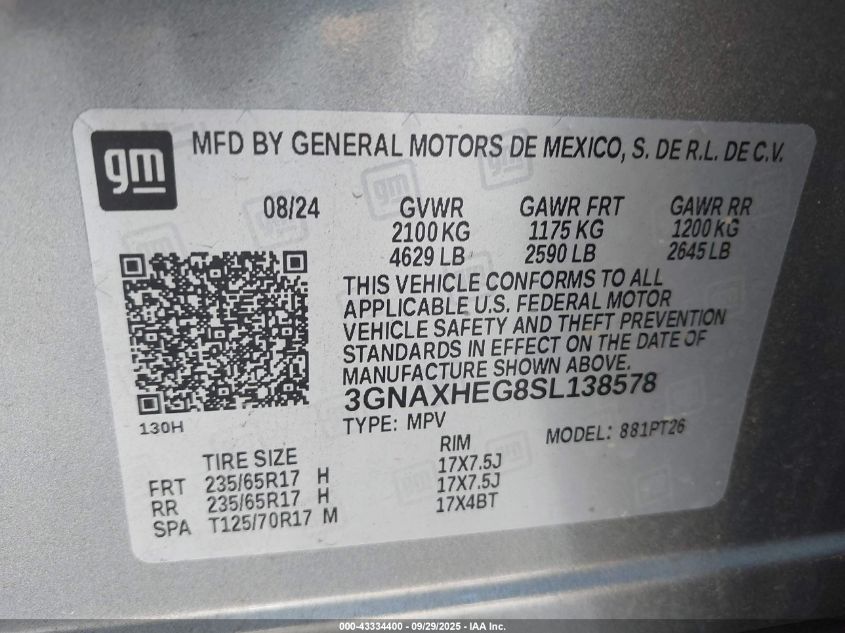 gm
MFD BY GENERAL MOTORS DE MEXICO, S. DE R.L. DE C.V.
08/24 GVWR GAWR FRT GAWR RR
2100 KG 1175 KG 1200 KG
4629 LB 2590 LB 2645 LB
THIS VEHICLE CONFORMS TO ALL
APPLICABLE U.S. FEDERAL MOTOR
VEHICLE SAFETY AND THEFT PREVENTION
STANDARDS IN EFFECT ON THE DATE OF
MANUFACTURE SHOWN ABOVE.
3GNAXHEG8SL138578
130H
TYPE: MPV MODEL: 881PT26
TIRE SIZE RIM
FRT 235/65R17 H 17X7.5J
RR 235/65R17 H 17X7.5J
SPA T125/70R17 M 17X4BT
000-43334400 - 09/29/2025 - IAA Inc.